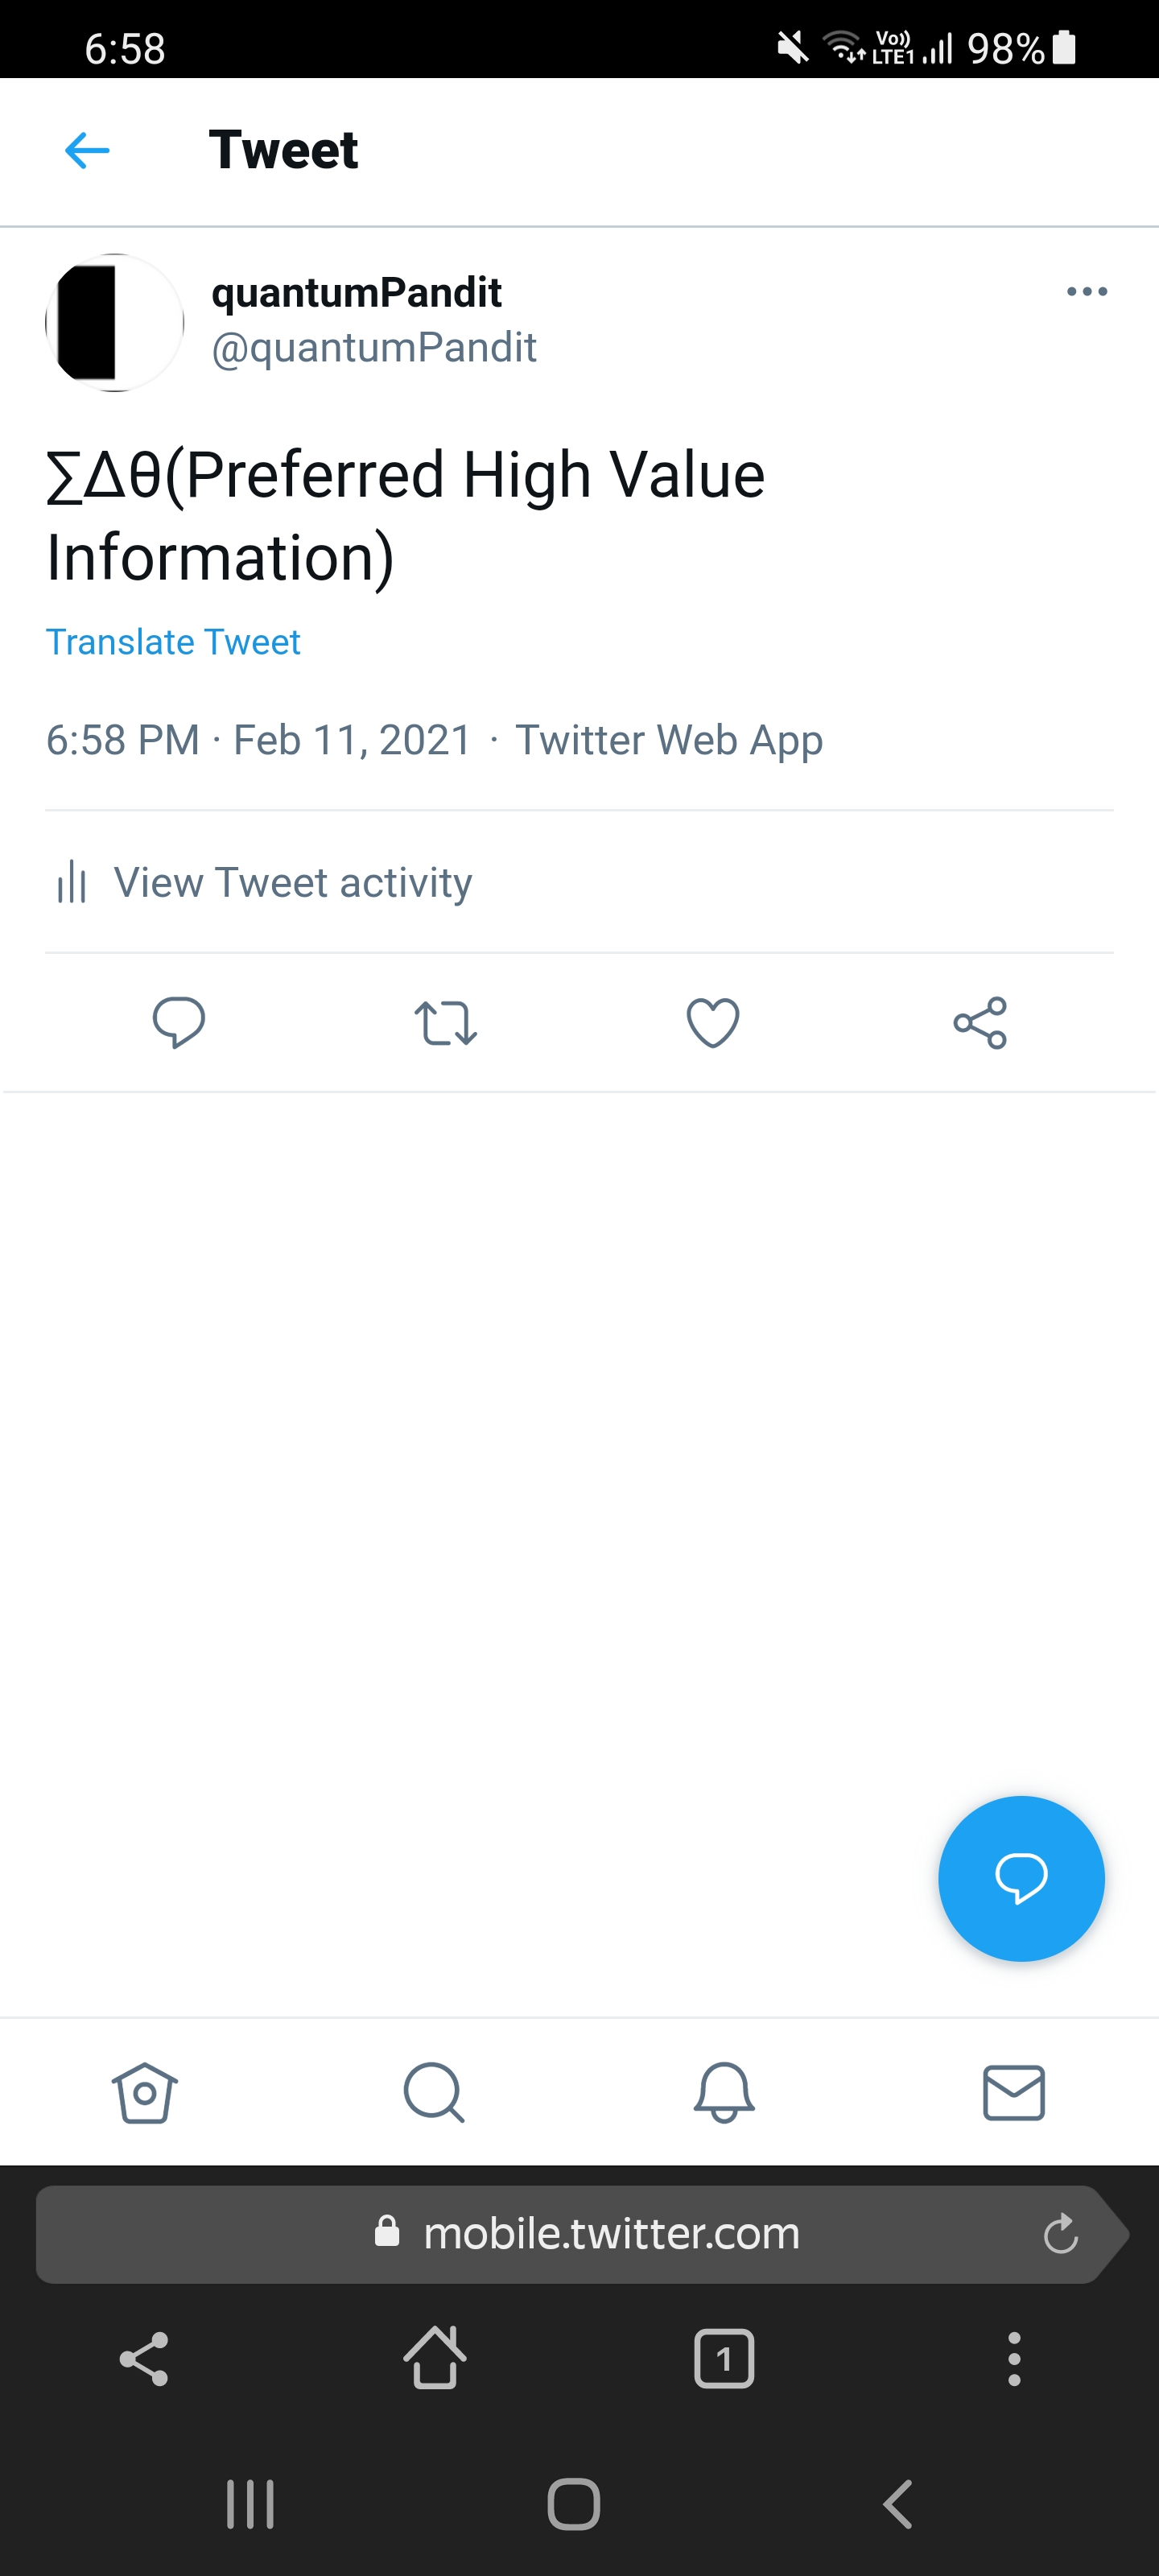 6:58 Vo)) LTE1 98%
Tweet
quantumPandit
@quantumPandit
∑Δθ(Preferred High Value
Information)
Translate Tweet
6:58 PM · Feb 11, 2021 · Twitter Web App
View Tweet activity
mobile.twitter.com
1